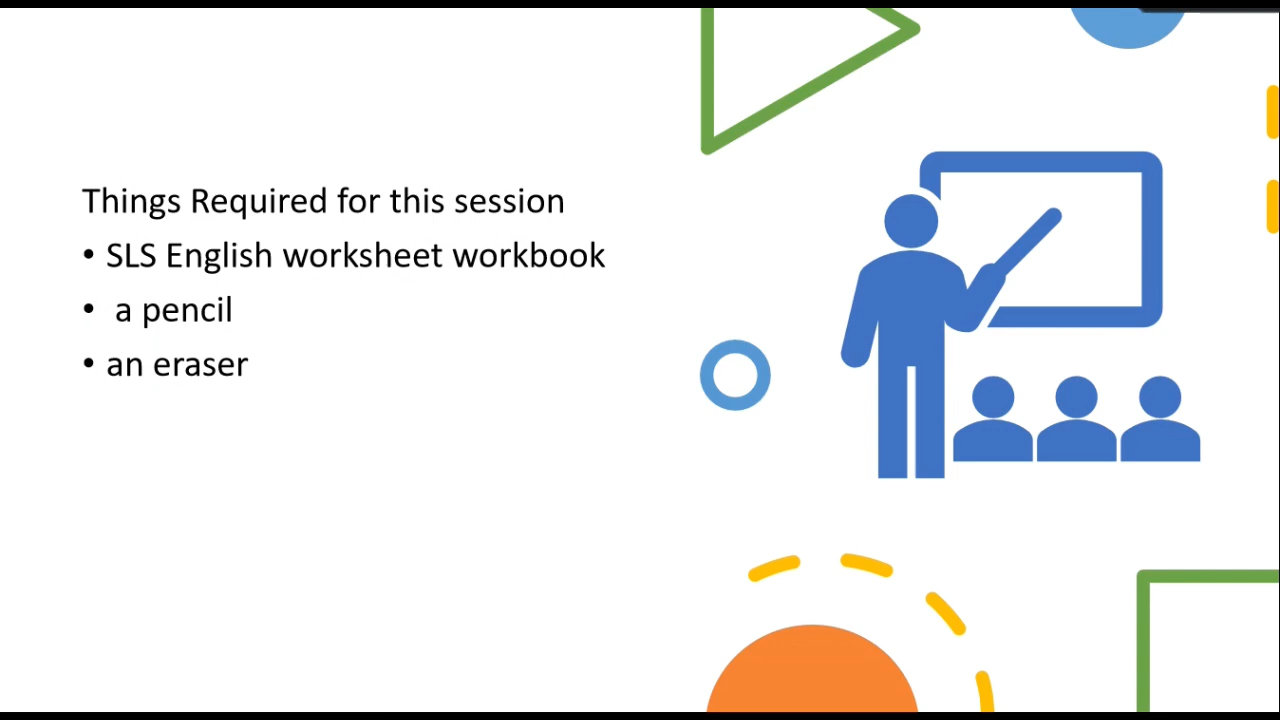 Things Required for this session
• SLS English worksheet workbook
• a pencil
• an eraser